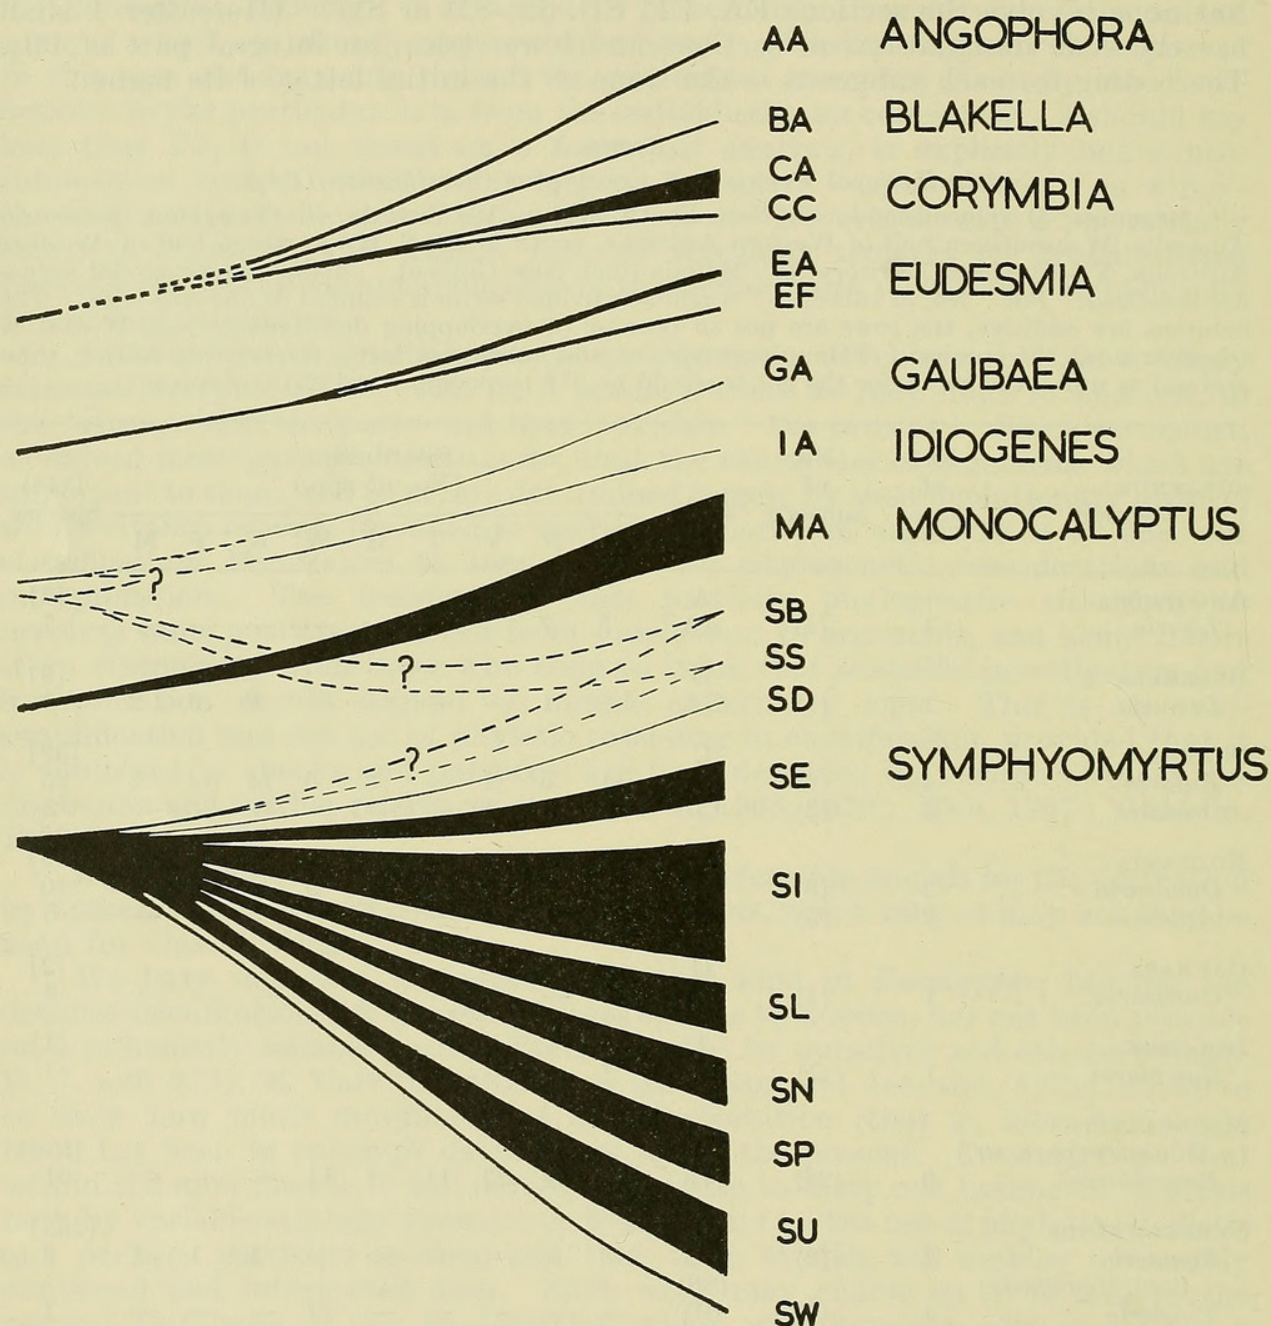 AA ANGOPHORA
BA BLAKELLA
CA
CORYMBIA
CC
EA
EUDESMIA
EF
GA GAUBAEA
IA IDIOGENES
MA MONOCALYPTUS
?
SB
?
SS
SD
?
SE SYMPHYOMYRTUS
SI
SL
SN
SP
SU
SW